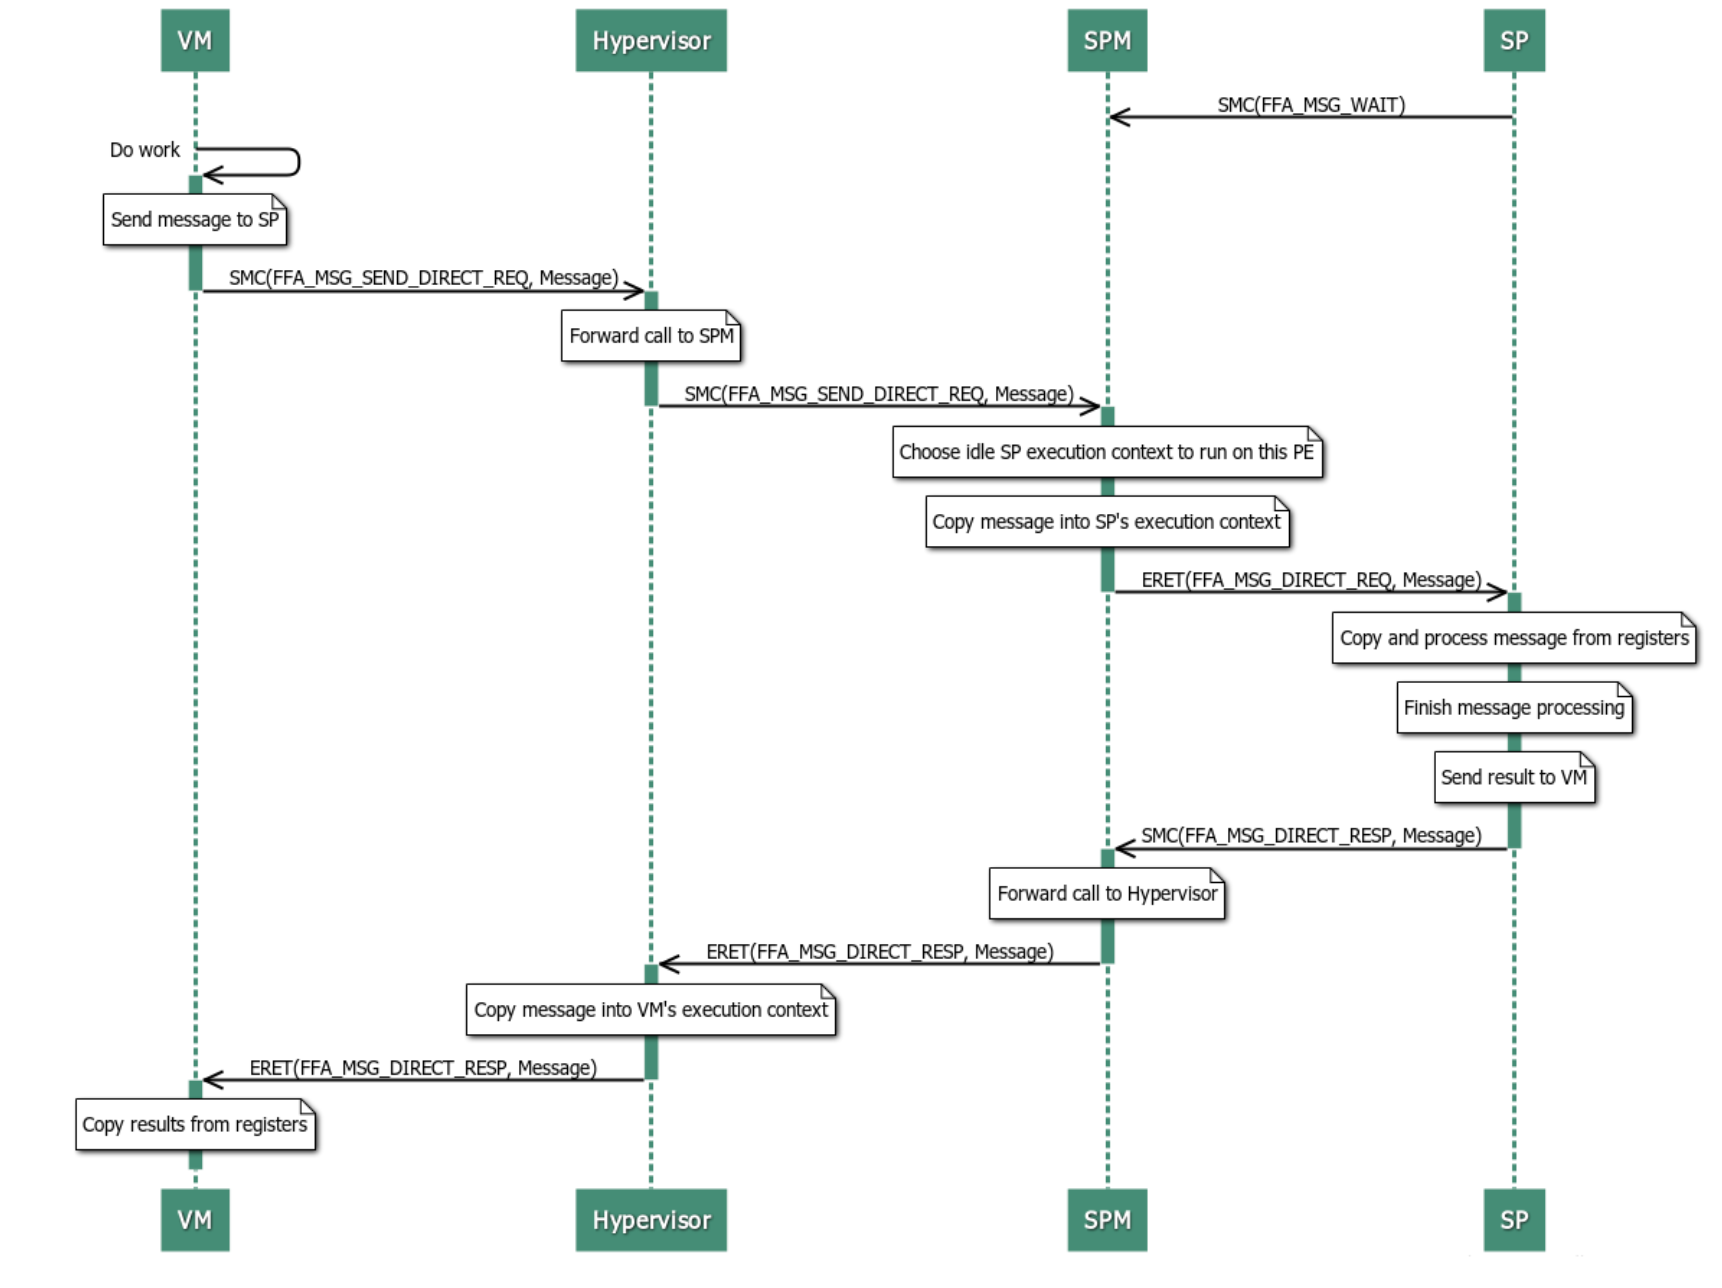 VM
Hypervisor
SPM
SP
SMC(FFA_MSG_WAIT)
Do work
Send message to SP
SMC(FFA_MSG_SEND_DIRECT_REQ, Message)
Forward call to SPM
SMC(FFA_MSG_SEND_DIRECT_REQ, Message)
Choose idle SP execution context to run on this PE
Copy message into SP's execution context
ERET(FFA_MSG_DIRECT_REQ, Message)
Copy and process message from registers
Finish message processing
Send result to VM
SMC(FFA_MSG_DIRECT_RESP, Message)
Forward call to Hypervisor
ERET(FFA_MSG_DIRECT_RESP, Message)
Copy message into VM's execution context
ERET(FFA_MSG_DIRECT_RESP, Message)
Copy results from registers
VM
Hypervisor
SPM
SP